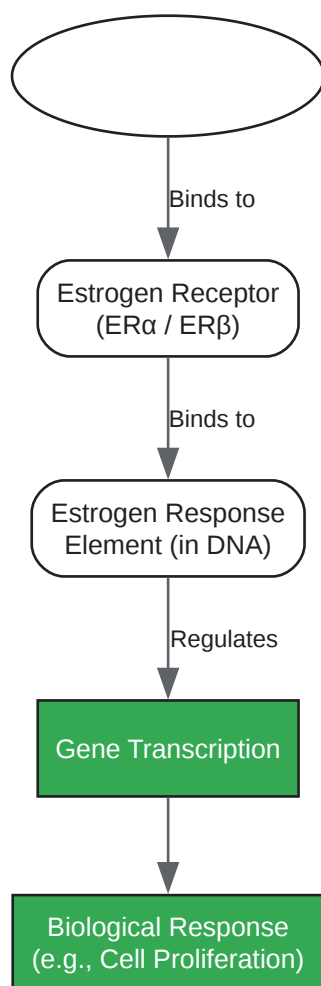 Binds to
Estrogen Receptor
(ERα / ERβ)
Binds to
Estrogen Response
Element (in DNA)
Regulates
Gene Transcription
Biological Response
(e.g., Cell Proliferation)